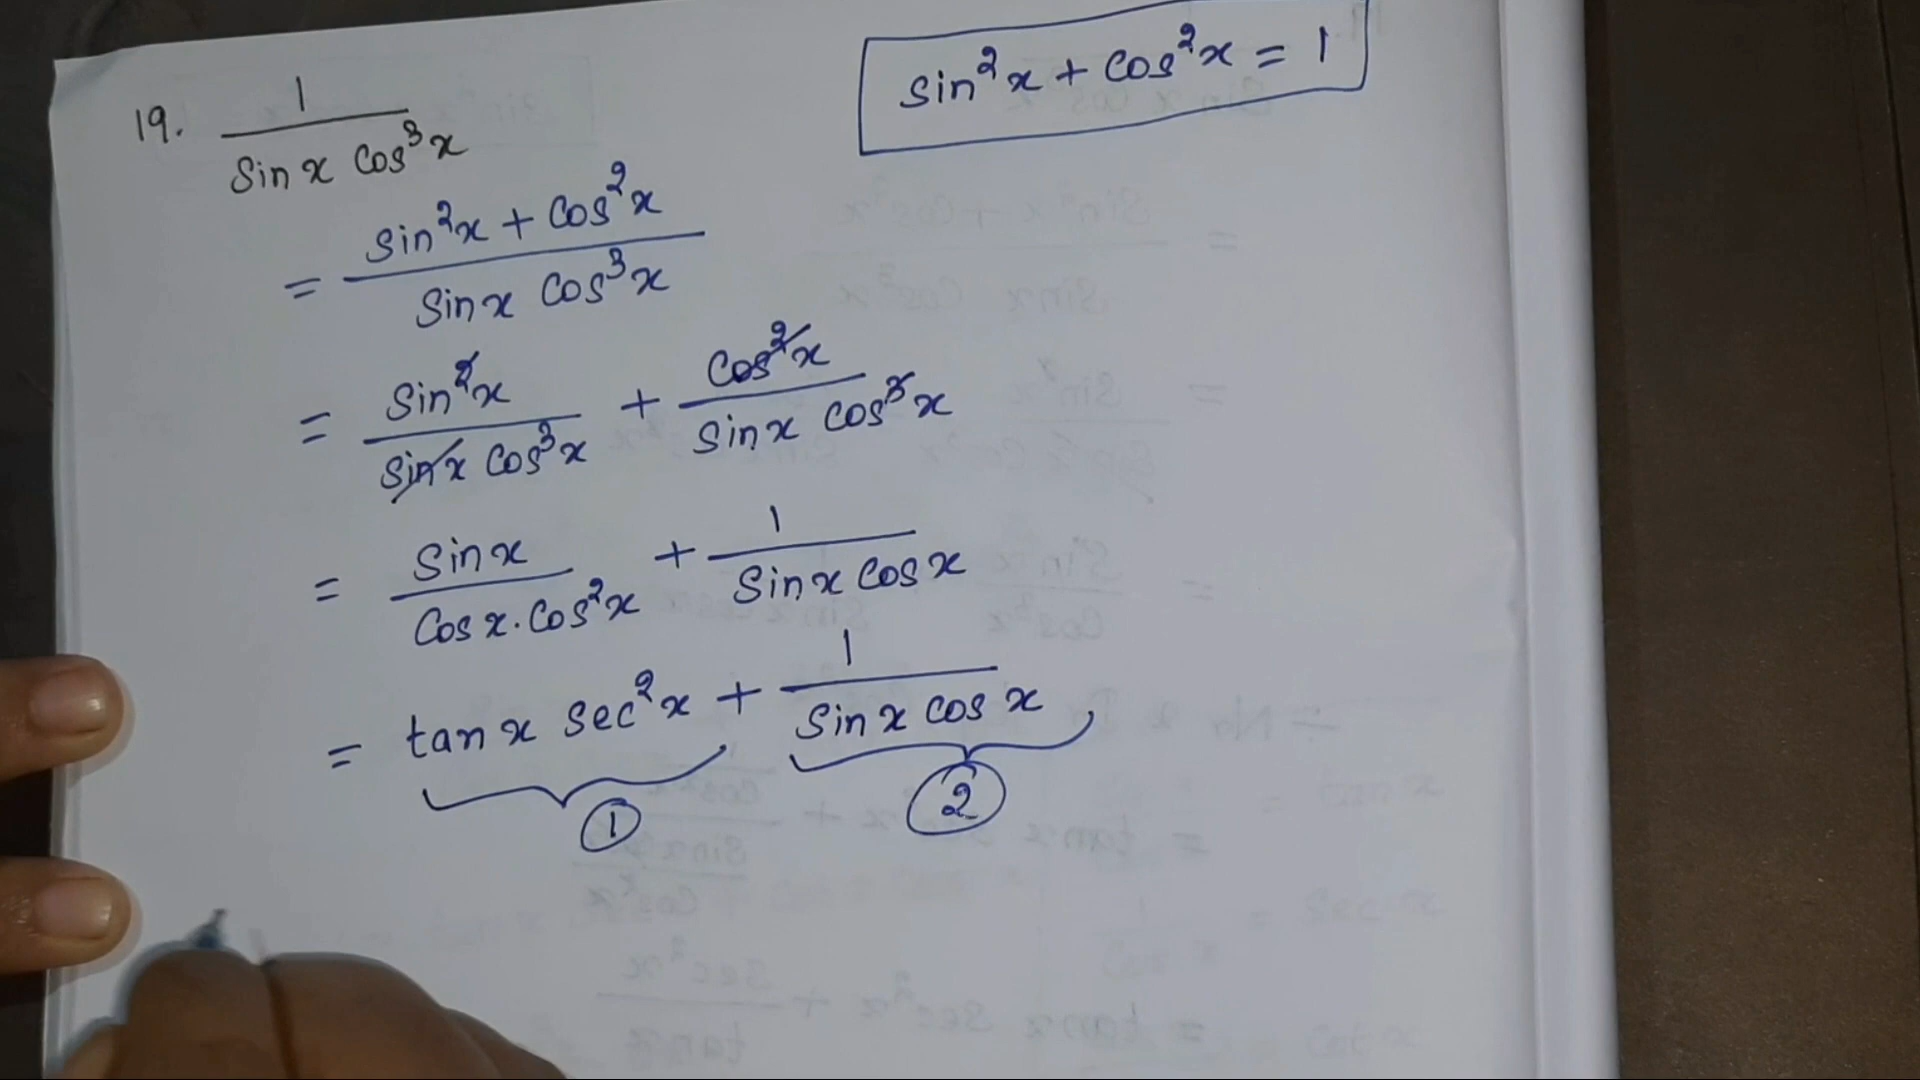 sin²x + cos²x = 1
19. 1 / Sin x Cos³x
= sin²x + Cos²x / Sin x Cos³x
= Sin²x / Sin x Cos³x + Cos²x / Sin x Cos³x
= Sin x / Cos x . Cos²x + 1 / Sin x Cos x
= tan x Sec²x + 1 / Sin x Cos x ,
1 2